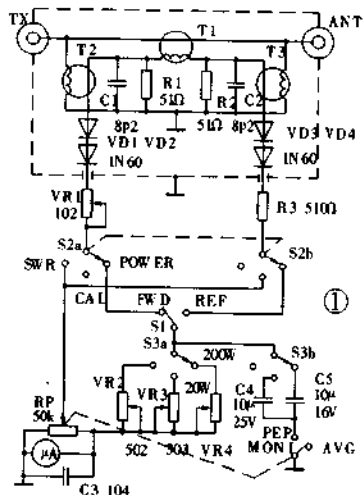 TX
T1
ANT
T2
T3
R1
51Ω
R2
51Ω
C1
8p2
C2
8p2
VD1 VD2
1N60
VD3 VD4
1N60
VR1
102
R3 510Ω
S2a
S2b
SWR
POWER
CAL
FWD
REF
①
S1
S3a
200W
S3b
20W
VR2
502
VR3
503
VR4
C4
10μ
25V
C5
10μ
16V
RP
50k
μA
PEP
MON
AVG
C3 104